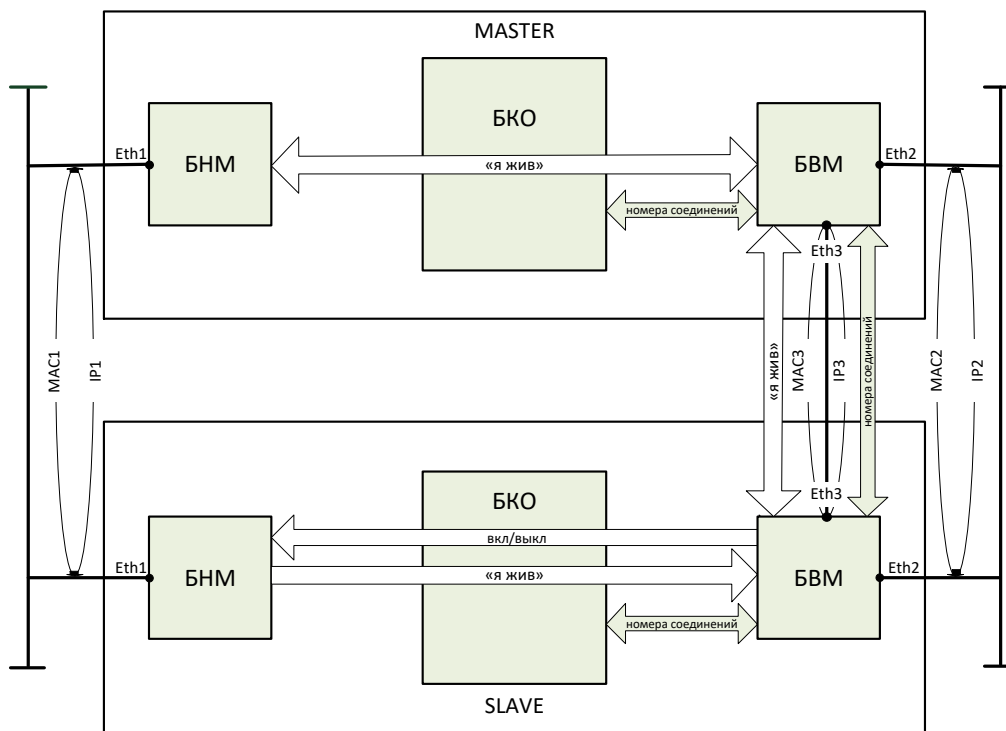 MASTER
БКО
Eth1
БНМ
«я жив»
БВМ
Eth2
номера соединений
Eth3
MAC1
IP1
«я жив»
MAC3
IP3
номера соединений
MAC2
IP2
Eth3
БКО
вкл/выкл
Eth1
БНМ
«я жив»
БВМ
Eth2
номера соединений
SLAVE